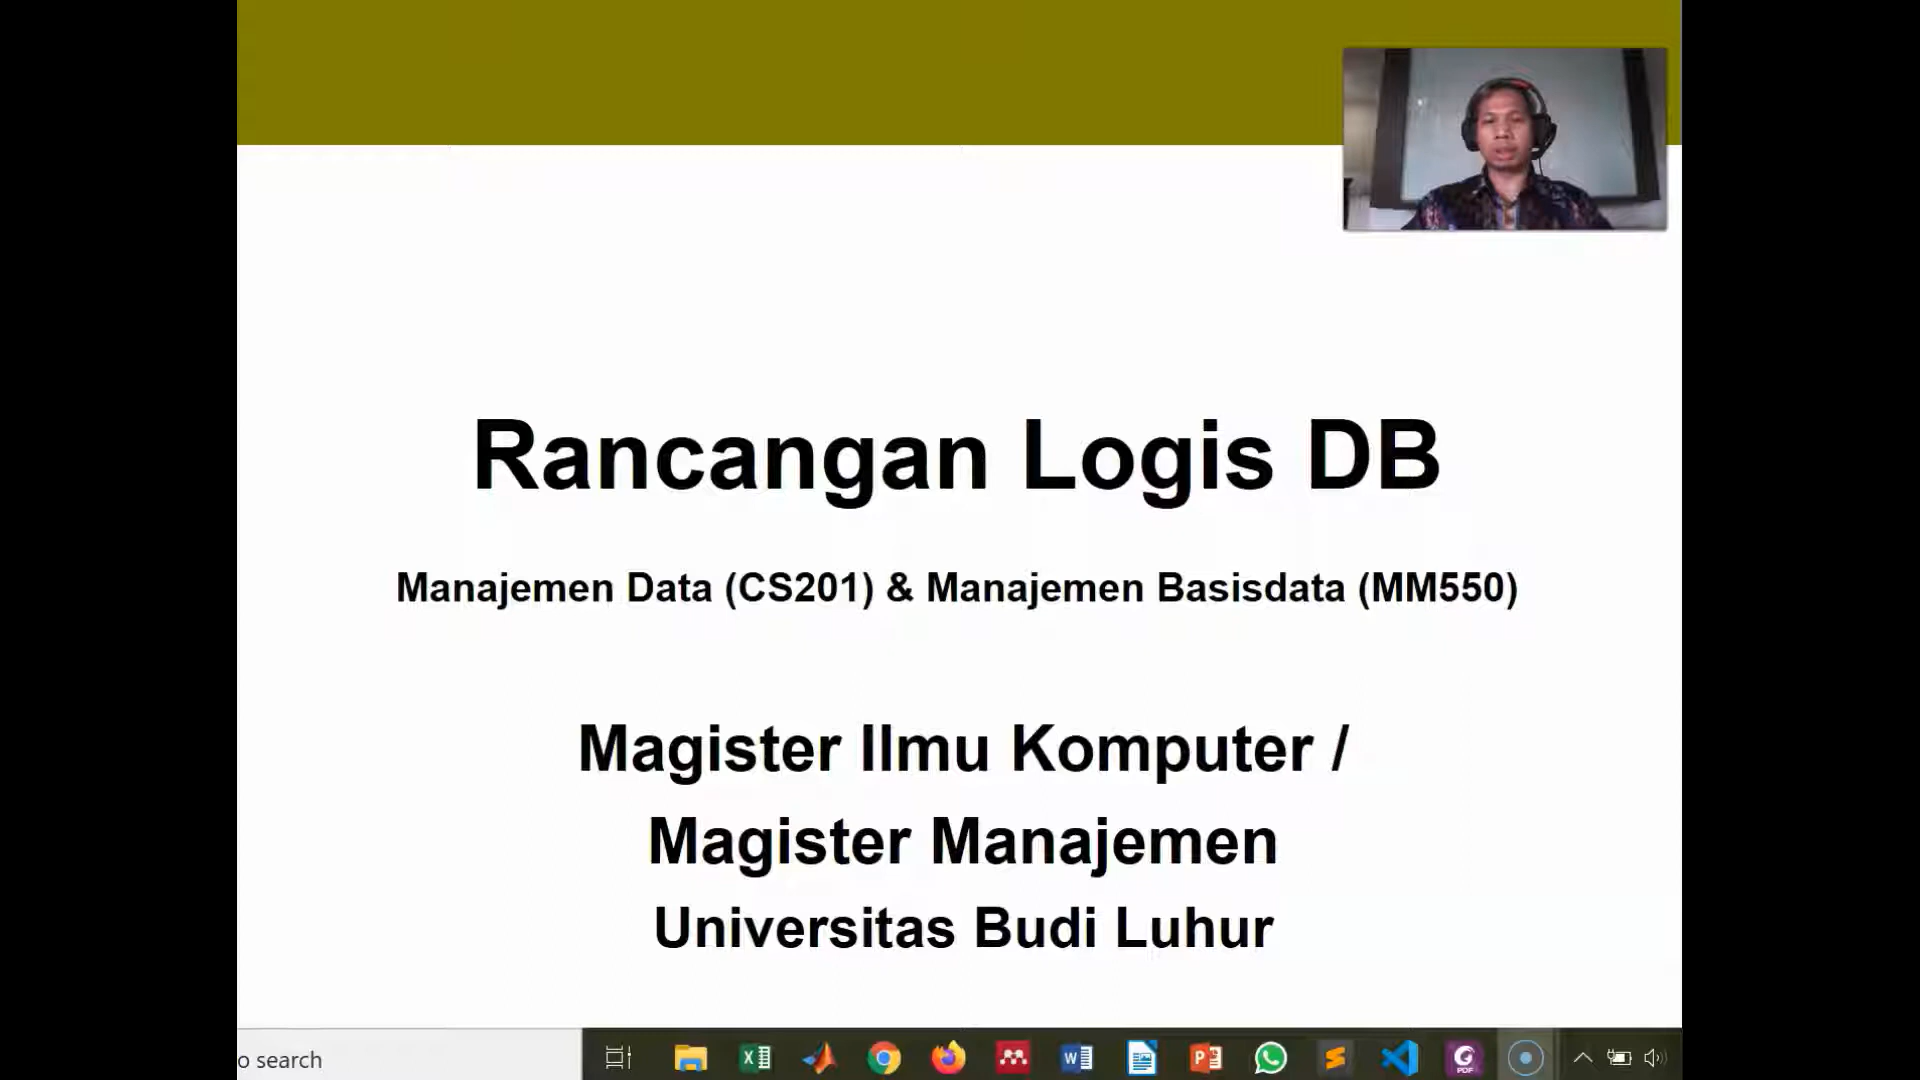 Rancangan Logis DB
Manajemen Data (CS201) & Manajemen Basisdata (MM550)
Magister Ilmu Komputer /
Magister Manajemen
Universitas Budi Luhur
o search